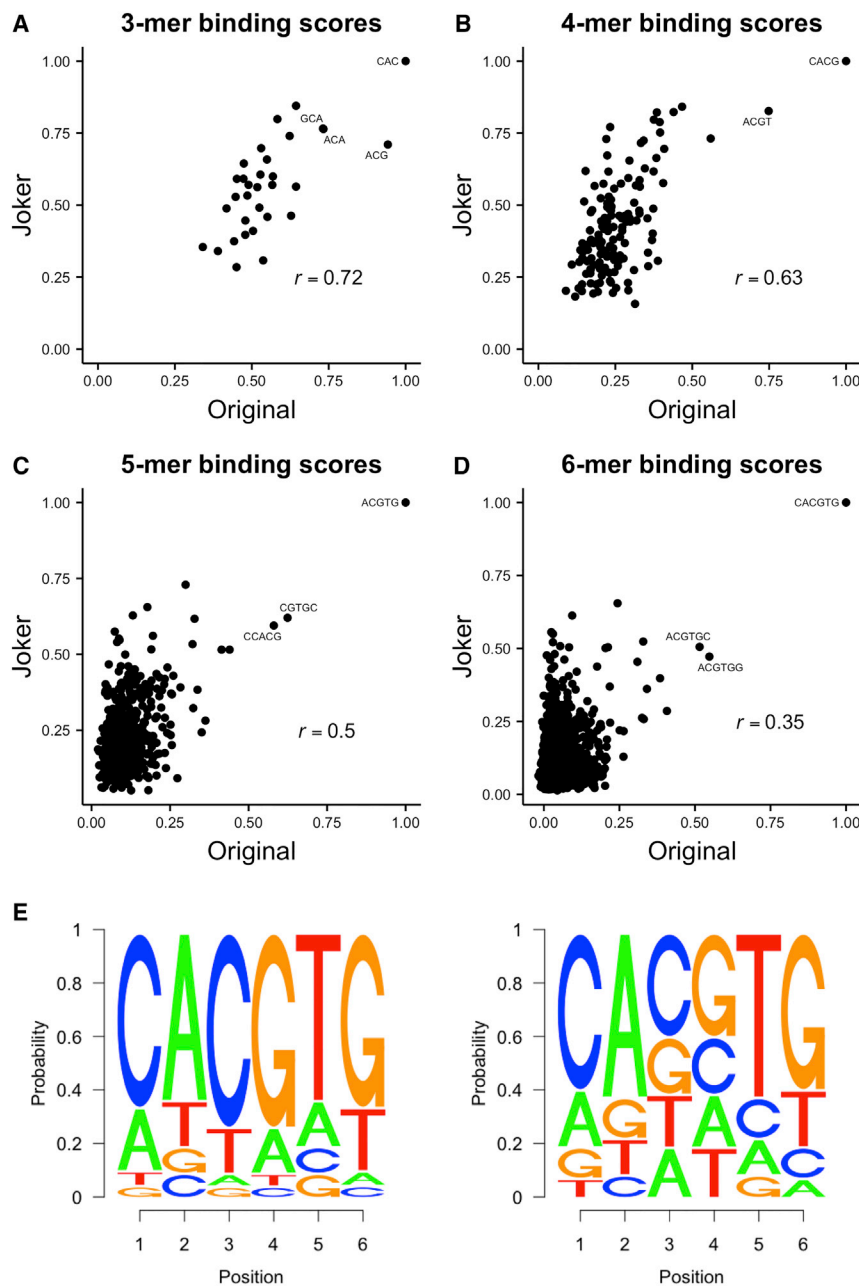 A
3-mer binding scores
1.00
0.75
0.50
0.25
0.00
Joker
CAC
GCA
ACA
ACG
r = 0.72
0.00 0.25 0.50 0.75 1.00
Original
B
4-mer binding scores
1.00
0.75
0.50
0.25
0.00
Joker
CACG
ACGT
r = 0.63
0.00 0.25 0.50 0.75 1.00
Original
C
5-mer binding scores
1.00
0.75
0.50
0.25
Joker
ACGTG
CGTGC
CCACG
r = 0.5
0.00 0.25 0.50 0.75 1.00
Original
D
6-mer binding scores
1.00
0.75
0.50
0.25
0.00
Joker
CACGTG
ACGTGC
ACGTGG
r = 0.35
0.00 0.25 0.50 0.75 1.00
Original
E
1
0.8
0.6
0.4
0.2
0
Probability
C A C G T G
A T T A A T
T G A T C A
G C G C G C
1 2 3 4 5 6
Position
1
0.8
0.6
0.4
0.2
0
Probability
C A C G T G
A G G C C T
G T T A A C
T C A T G A
1 2 3 4 5 6
Position